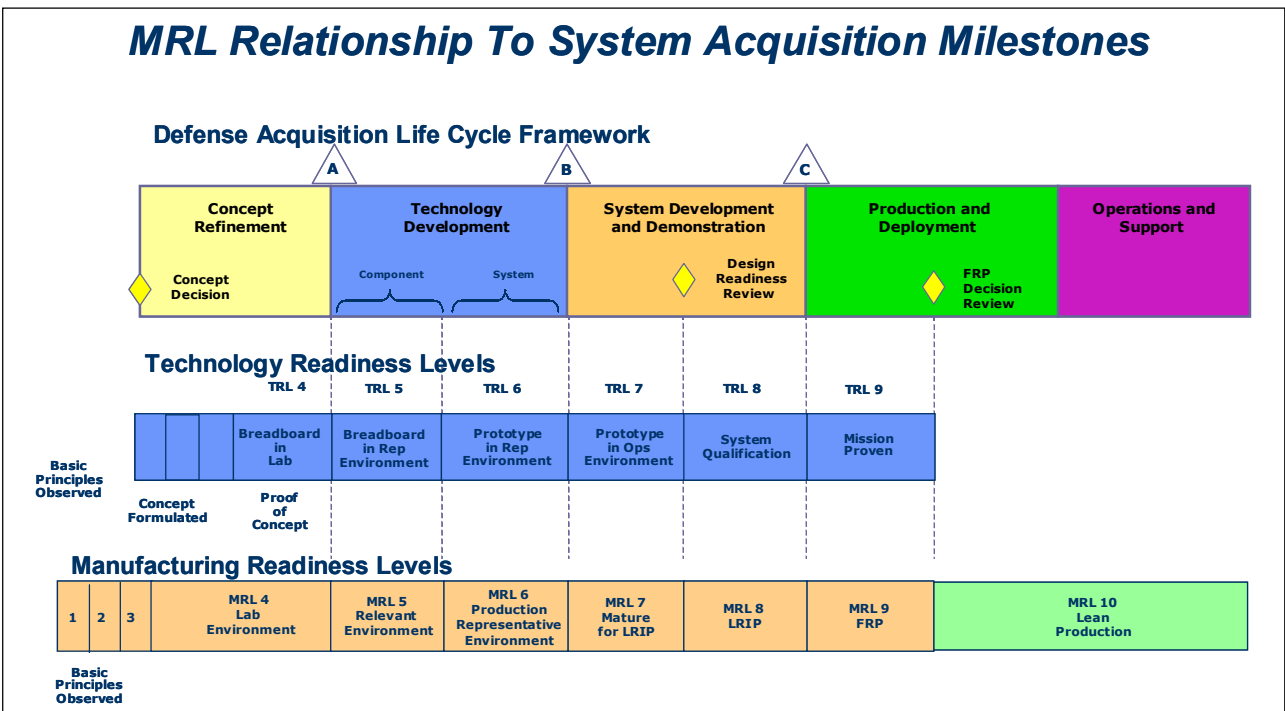 MRL Relationship To System Acquisition Milestones
Defense Acquisition Life Cycle Framework
A
B
C
Concept
Refinement
Technology
Development
System Development
and Demonstration
Production and
Deployment
Operations and
Support
Concept
Decision
Component
System
Design
Readiness
Review
FRP
Decision
Review
Technology Readiness Levels
TRL 4
TRL 5
TRL 6
TRL 7
TRL 8
TRL 9
Breadboard
in
Lab
Breadboard
in Rep
Environment
Prototype
in Rep
Environment
Prototype
in Ops
Environment
System
Qualification
Mission
Proven
Basic
Principles
Observed
Concept
Formulated
Proof
of
Concept
Manufacturing Readiness Levels
1
2
3
MRL 4
Lab
Environment
MRL 5
Relevant
Environment
MRL 6
Production
Representative
Environment
MRL 7
Mature
for LRIP
MRL 8
LRIP
MRL 9
FRP
MRL 10
Lean
Production
Basic
Principles
Observed